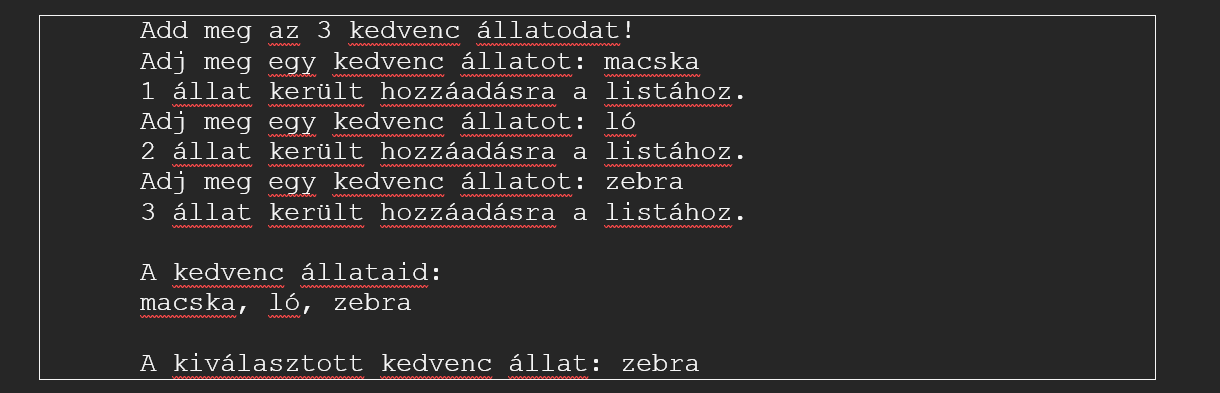 Add meg az 3 kedvenc állatodat!
Adj meg egy kedvenc állatot: macska
1 állat került hozzáadásra a listához.
Adj meg egy kedvenc állatot: ló
2 állat került hozzáadásra a listához.
Adj meg egy kedvenc állatot: zebra
3 állat került hozzáadásra a listához.
A kedvenc állataid:
macska, ló, zebra
A kiválasztott kedvenc állat: zebra